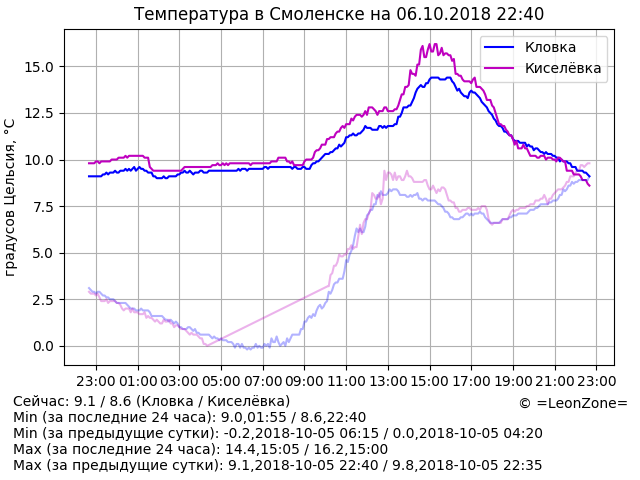 Температура в Смоленске на 06.10.2018 22:40
градусов Цельсия, °C
15.0
12.5
10.0
7.5
5.0
2.5
0.0
Кловка
Киселёвка
23:00 01:00 03:00 05:00 07:00 09:00 11:00 13:00 15:00 17:00 19:00 21:00 23:00
Сейчас: 9.1 / 8.6 (Кловка / Киселёвка)
© =LeonZone=
Min (за последние 24 часа): 9.0,01:55 / 8.6,22:40
Min (за предыдущие сутки): -0.2,2018-10-05 06:15 / 0.0,2018-10-05 04:20
Max (за последние 24 часа): 14.4,15:05 / 16.2,15:00
Max (за предыдущие сутки): 9.1,2018-10-05 22:40 / 9.8,2018-10-05 22:35